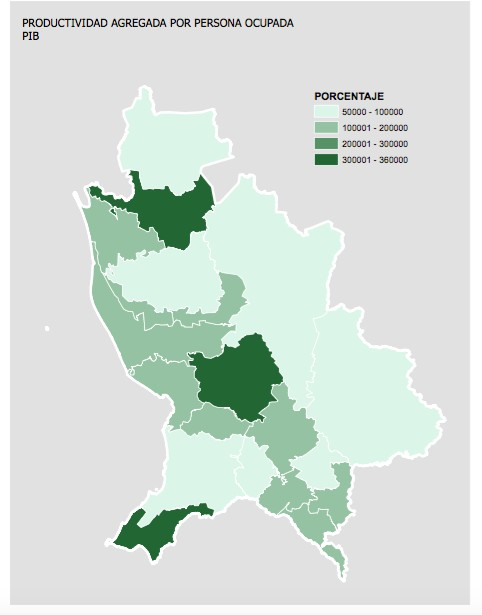 PRODUCTIVIDAD AGREGADA POR PERSONA OCUPADA
PIB
PORCENTAJE
50000 - 100000
100001 - 200000
200001 - 300000
300001 - 360000